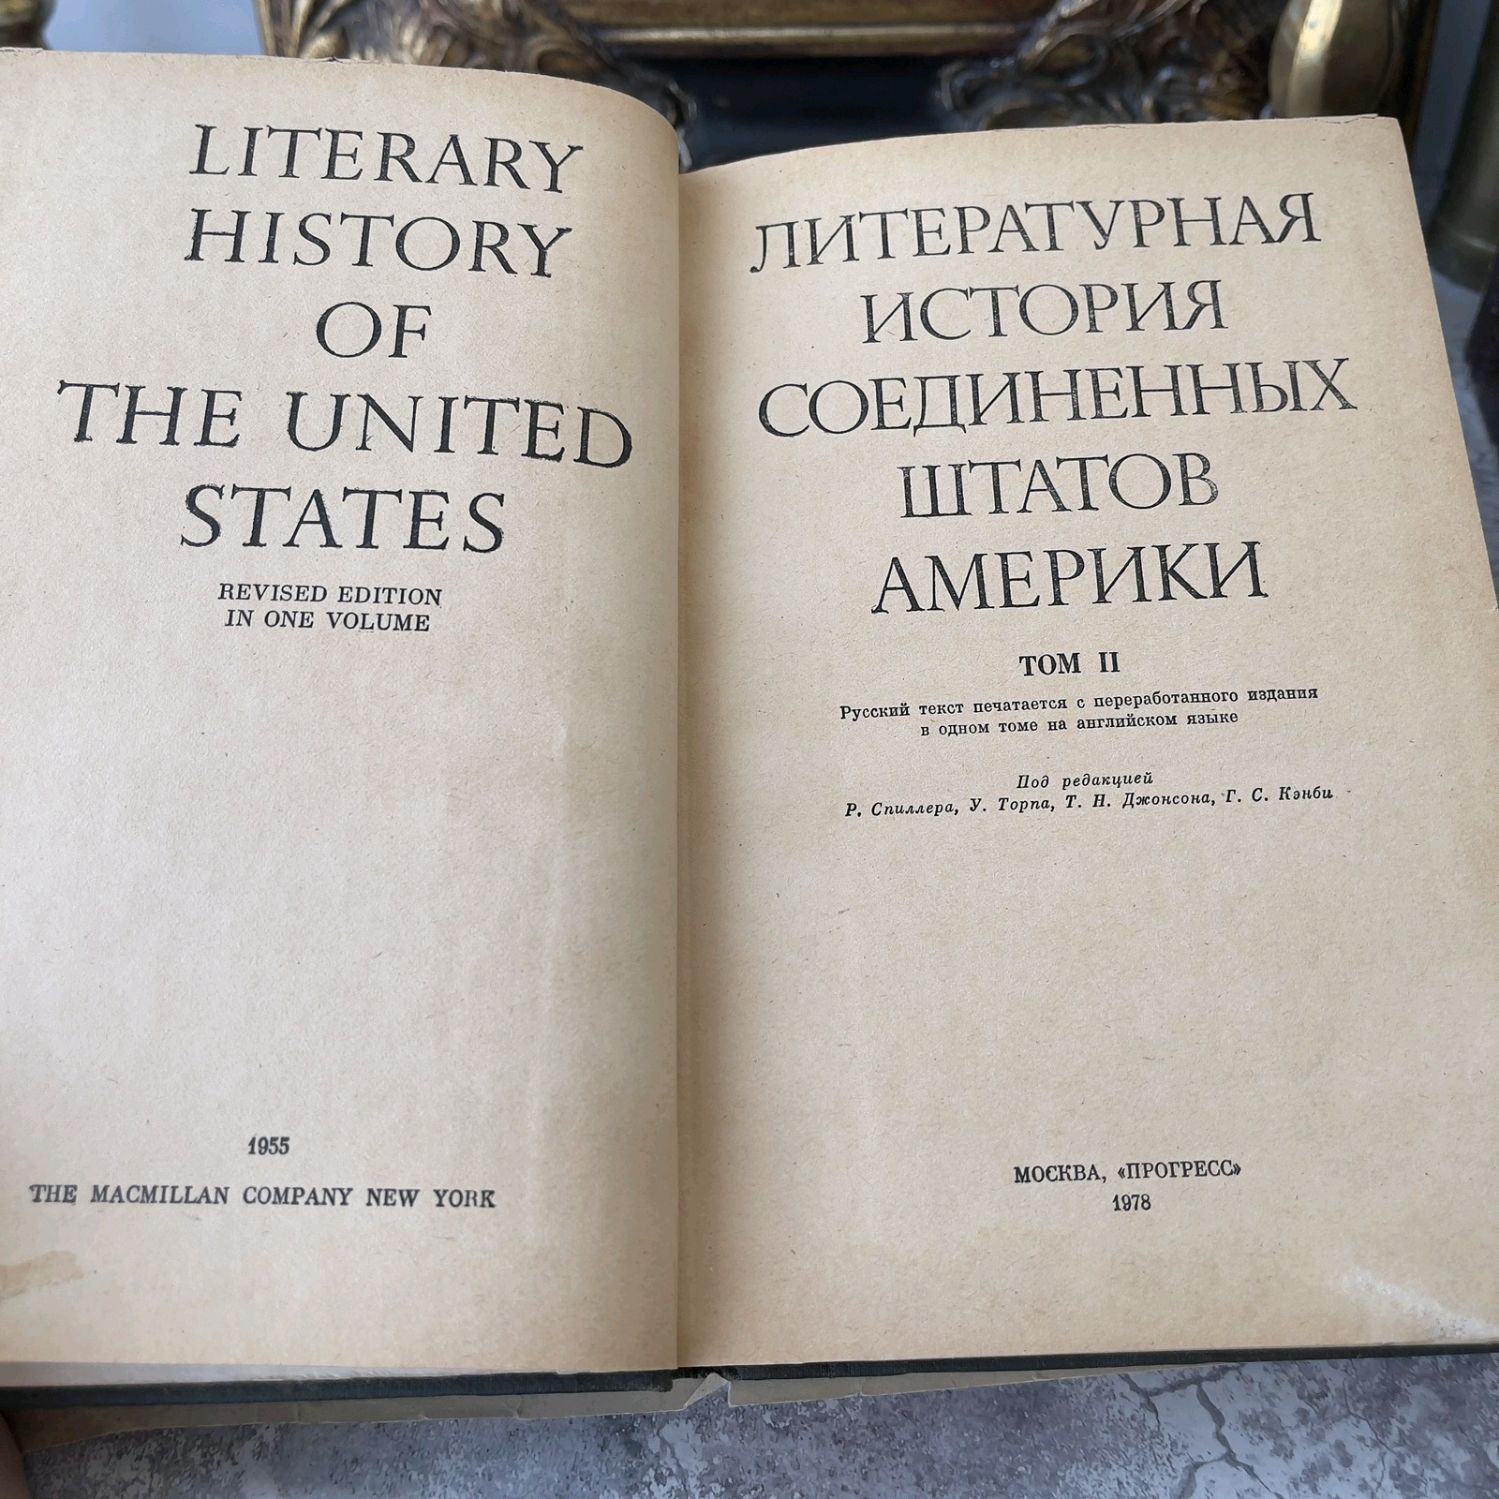 LITERARY
HISTORY
OF
THE UNITED
STATES
REVISED EDITION
IN ONE VOLUME
1955
THE MACMILLAN COMPANY NEW YORK
ЛИТЕРАТУРНАЯ
ИСТОРИЯ
СОЕДИНЕННЫХ
ШТАТОВ
АМЕРИКИ
ТОМ II
Русский текст печатается с переработанного издания
в одном томе на английском языке
Под редакцией
Р. Спиллера, У. Торпа, Т. Н. Джонсона, Г. С. Кэнби
МОСКВА, «ПРОГРЕСС»
1978